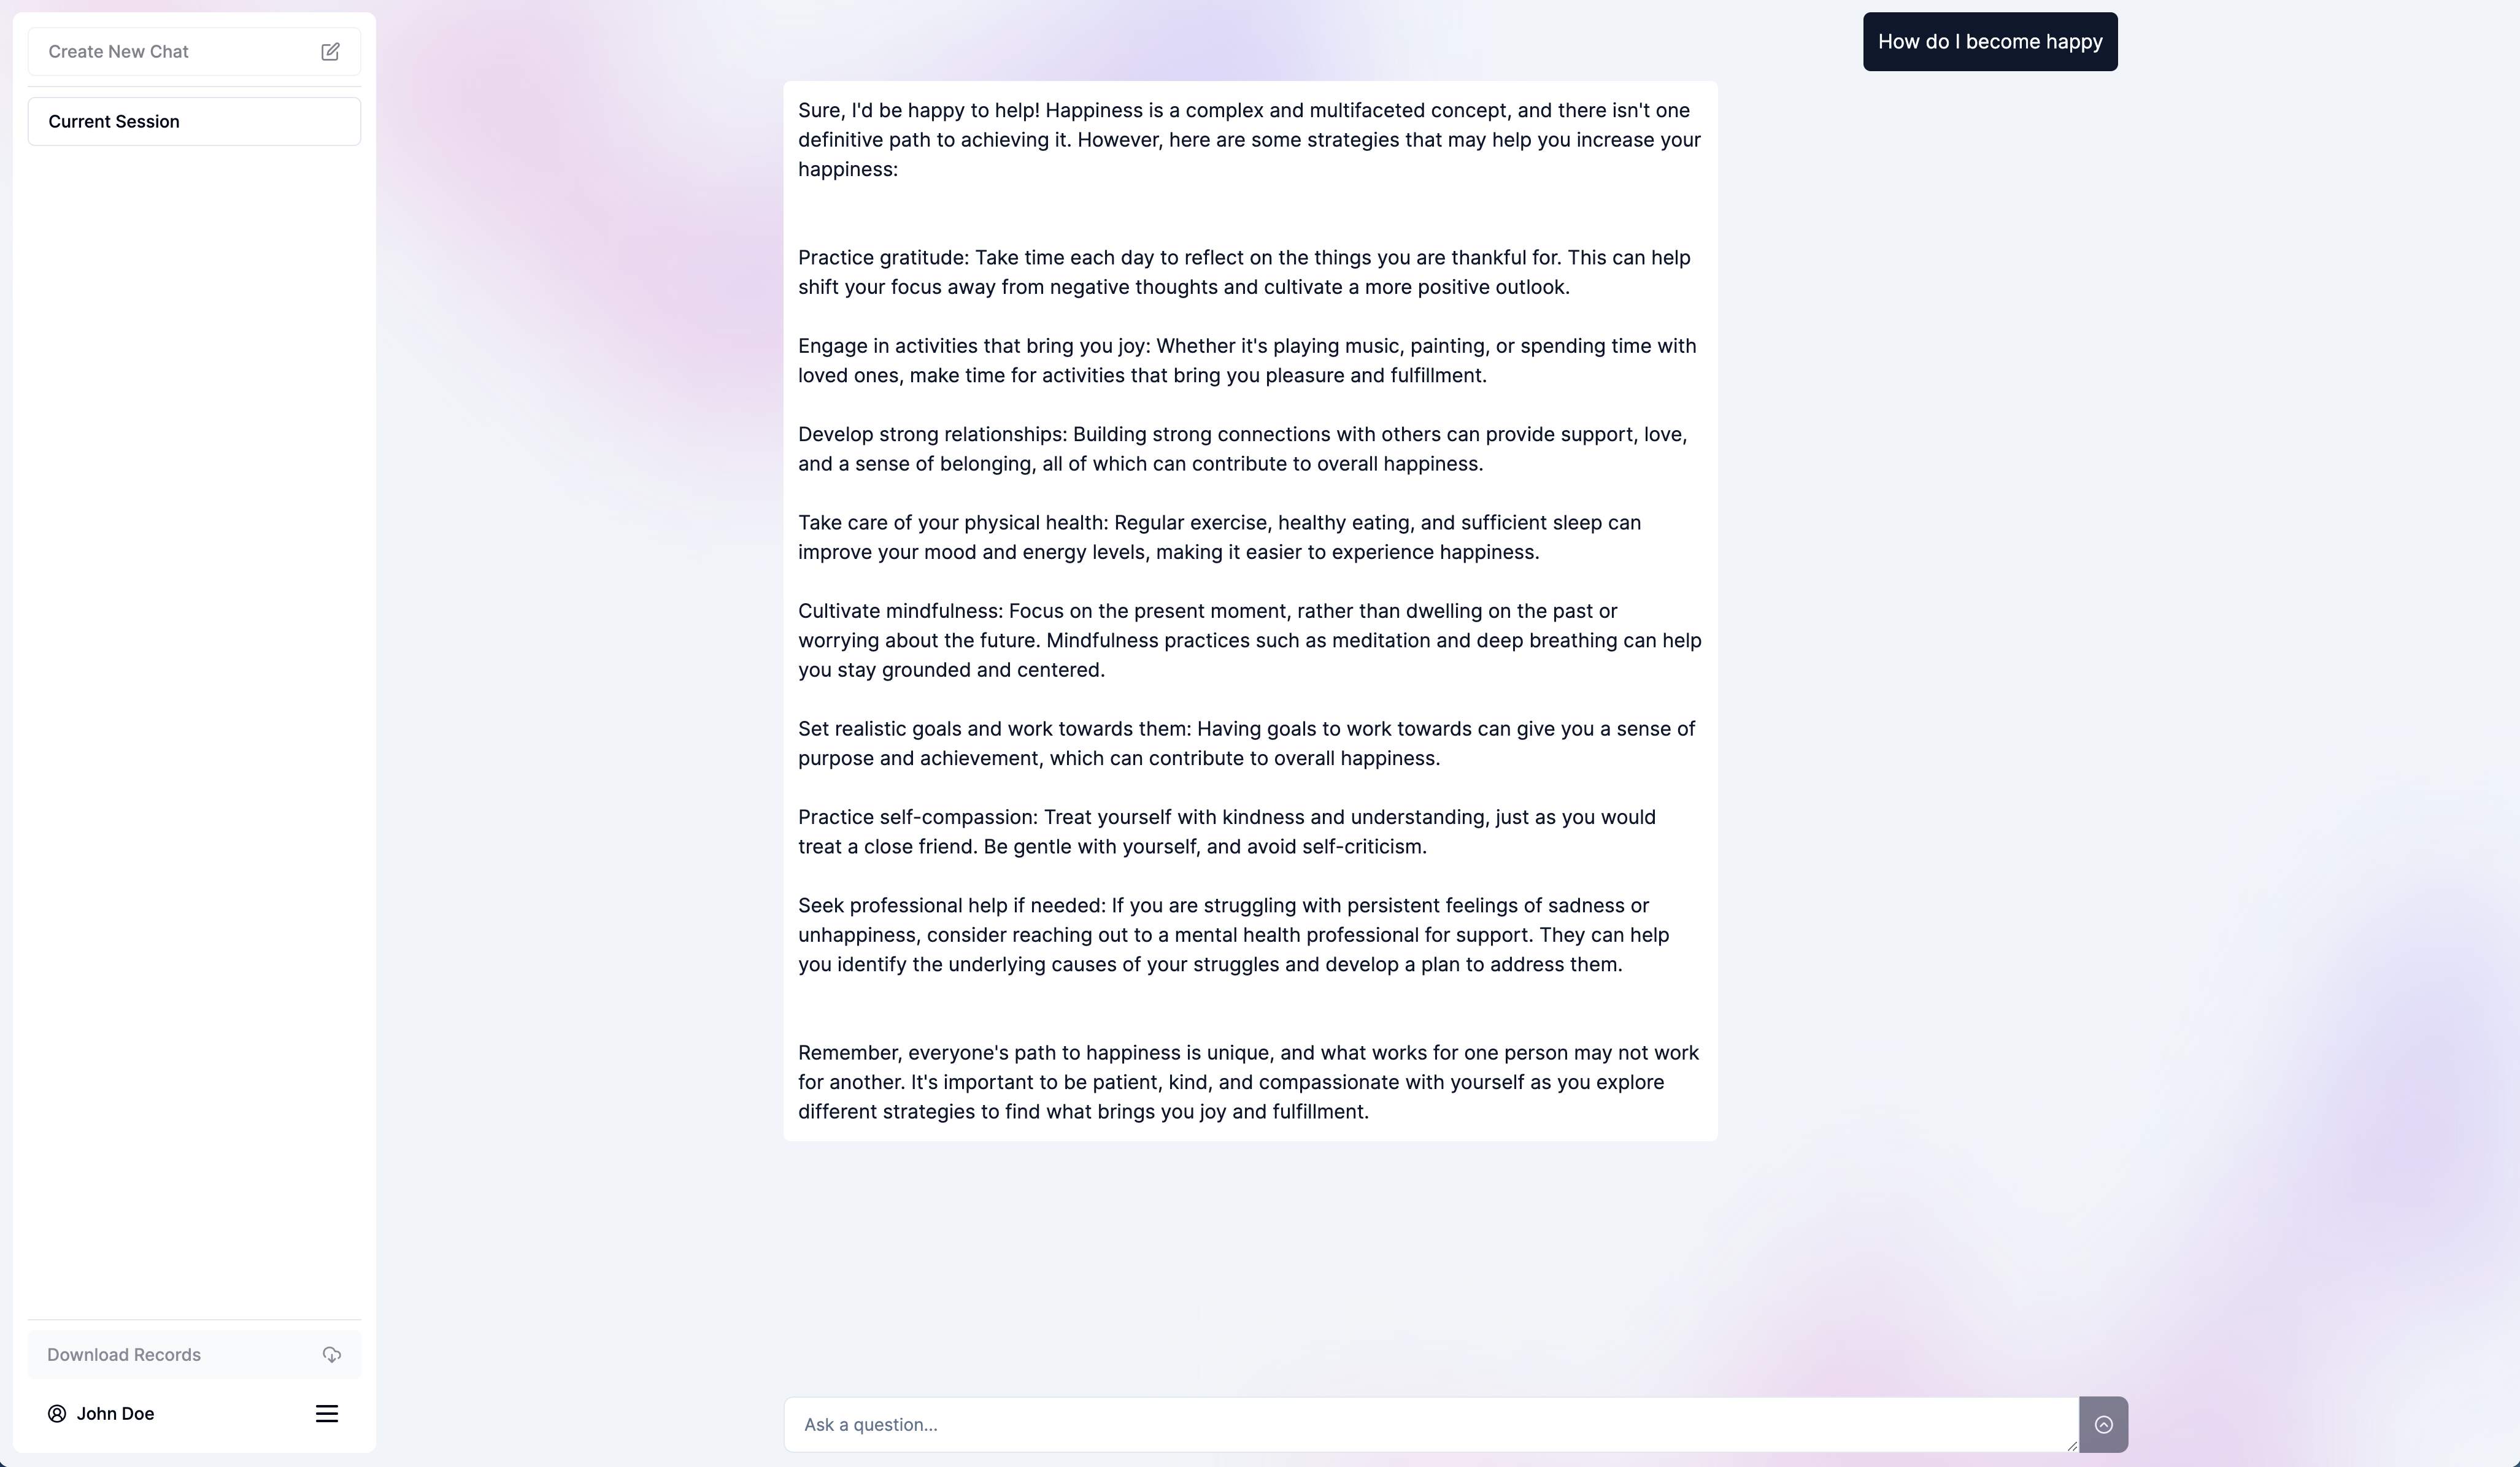 Create New Chat
Current Session
How do I become happy
Sure, I'd be happy to help! Happiness is a complex and multifaceted concept, and there isn't one
definitive path to achieving it. However, here are some strategies that may help you increase your
happiness:
Practice gratitude: Take time each day to reflect on the things you are thankful for. This can help
shift your focus away from negative thoughts and cultivate a more positive outlook.
Engage in activities that bring you joy: Whether it's playing music, painting, or spending time with
loved ones, make time for activities that bring you pleasure and fulfillment.
Develop strong relationships: Building strong connections with others can provide support, love,
and a sense of belonging, all of which can contribute to overall happiness.
Take care of your physical health: Regular exercise, healthy eating, and sufficient sleep can
improve your mood and energy levels, making it easier to experience happiness.
Cultivate mindfulness: Focus on the present moment, rather than dwelling on the past or
worrying about the future. Mindfulness practices such as meditation and deep breathing can help
you stay grounded and centered.
Set realistic goals and work towards them: Having goals to work towards can give you a sense of
purpose and achievement, which can contribute to overall happiness.
Practice self-compassion: Treat yourself with kindness and understanding, just as you would
treat a close friend. Be gentle with yourself, and avoid self-criticism.
Seek professional help if needed: If you are struggling with persistent feelings of sadness or
unhappiness, consider reaching out to a mental health professional for support. They can help
you identify the underlying causes of your struggles and develop a plan to address them.
Remember, everyone's path to happiness is unique, and what works for one person may not work
for another. It's important to be patient, kind, and compassionate with yourself as you explore
different strategies to find what brings you joy and fulfillment.
Download Records
John Doe
Ask a question...